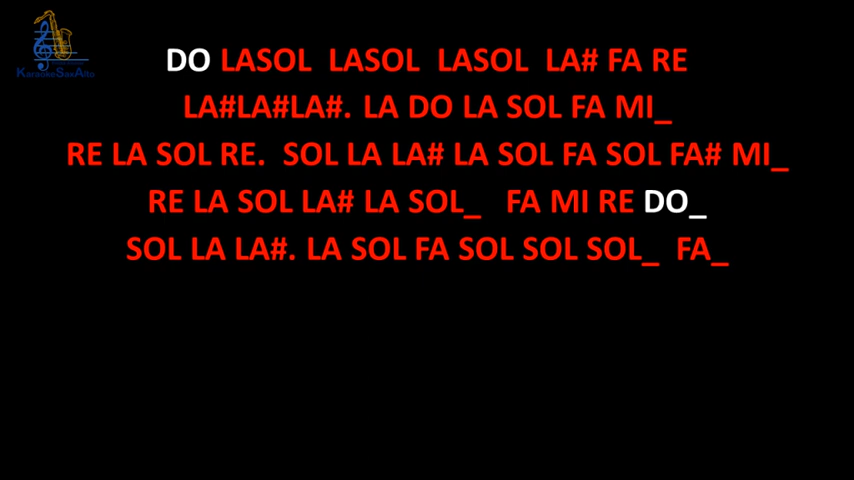 KaraokeSaxAlto
DO LASOL LASOL LASOL LA# FA RE
LA#LA#LA#. LA DO LA SOL FA MI_
RE LA SOL RE. SOL LA LA# LA SOL FA SOL FA# MI_
RE LA SOL LA# LA SOL_ FA MI RE DO_
SOL LA LA#. LA SOL FA SOL SOL SOL_ FA_